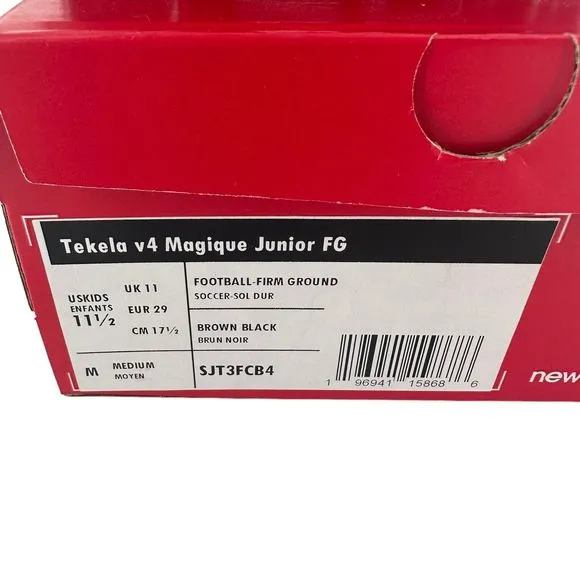 Tekela v4 Magique Junior FG
USKIDS
ENFANTS
11½
UK 11
EUR 29
CM 17½
FOOTBALL-FIRM GROUND
SOCCER-SOL DUR
BROWN BLACK
BRUN NOIR
M
MEDIUM
MOYEN
SJT3FCB4
1 96941 15868 6
new